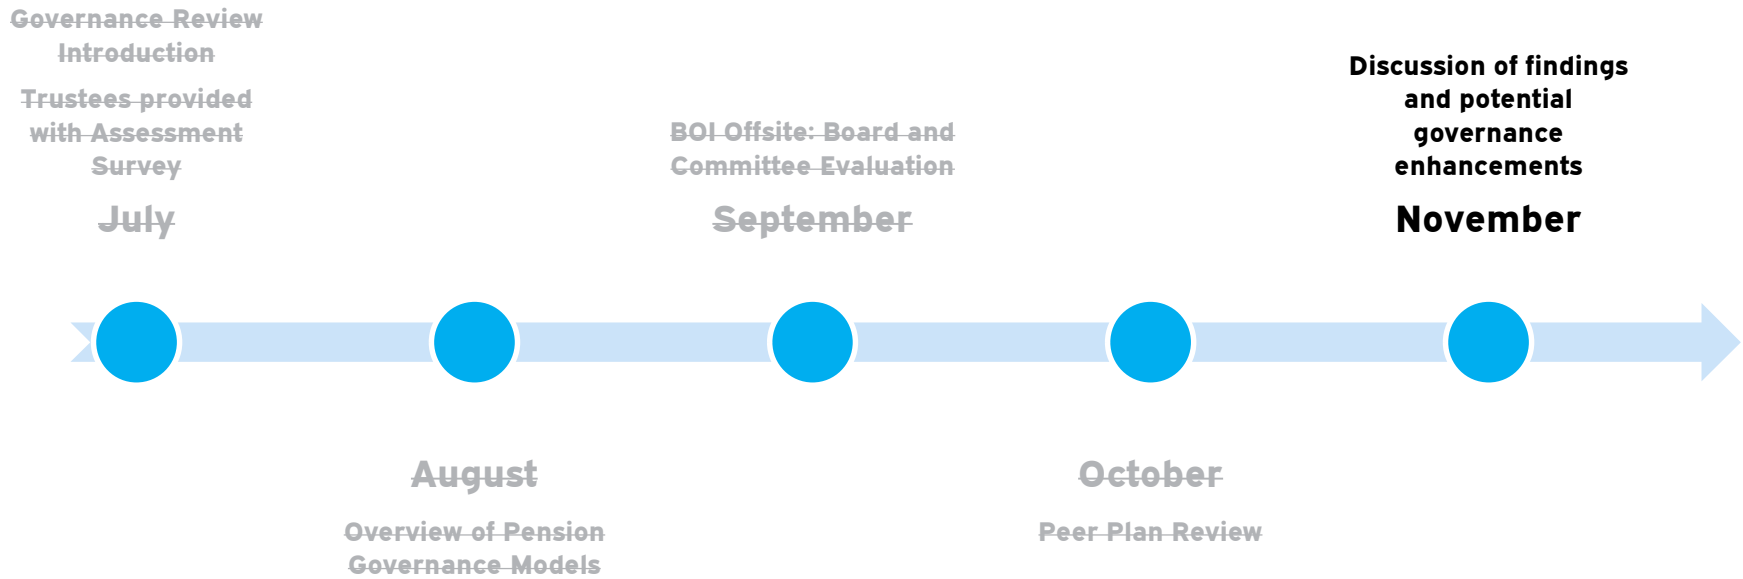 Governance Review
Introduction
Trustees provided
with Assessment
Survey
July
August
Overview of Pension
Governance Models
BOI Offsite: Board and
Committee Evaluation
September
October
Peer Plan Review
Discussion of findings
and potential
governance
enhancements
November